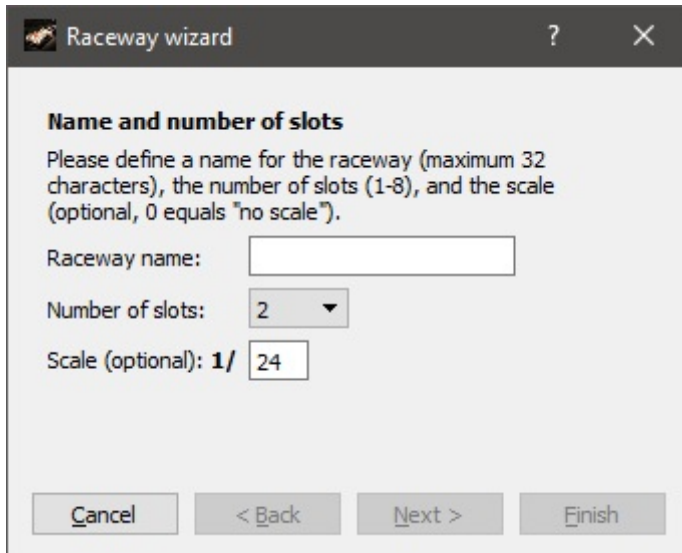 Raceway wizard ? ×
Name and number of slots
Please define a name for the raceway (maximum 32
characters), the number of slots (1-8), and the scale
(optional, 0 equals "no scale").
Raceway name:
Number of slots: 2
Scale (optional): 1/ 24
Cancel < Back Next > Finish